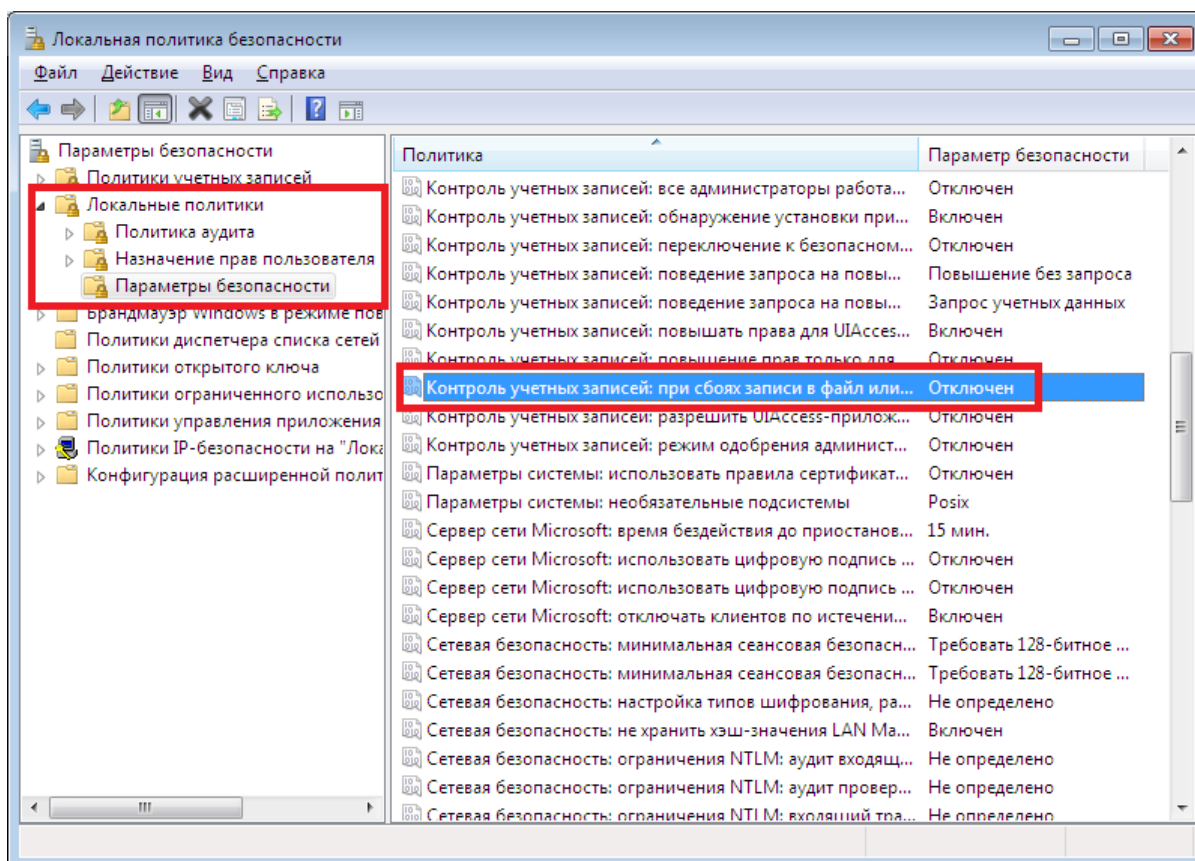 Локальная политика безопасности
Файл Действие Вид Справка
Параметры безопасности
Политики учетных записей
Локальные политики
Политика аудита
Назначение прав пользователя
Параметры безопасности
Брандмауэр Windows в режиме пов
Политики диспетчера списка сетей
Политики открытого ключа
Политики ограниченного использо
Политики управления приложения
Политики IP-безопасности на "Лока
Конфигурация расширенной полит
Политика Параметр безопасности
Контроль учетных записей: все администраторы работа... Отключен
Контроль учетных записей: обнаружение установки при... Включен
Контроль учетных записей: переключение к безопасном... Отключен
Контроль учетных записей: поведение запроса на повы... Повышение без запроса
Контроль учетных записей: поведение запроса на повы... Запрос учетных данных
Контроль учетных записей: повышать права для UIAcces... Включен
Контроль учетных записей: повышение прав только для ... Отключен
Контроль учетных записей: при сбоях записи в файл или... Отключен
Контроль учетных записей: разрешить UIAccess-прилож... Отключен
Контроль учетных записей: режим одобрения админист... Отключен
Параметры системы: использовать правила сертификат... Отключен
Параметры системы: необязательные подсистемы Posix
Сервер сети Microsoft: время бездействия до приостанов... 15 мин.
Сервер сети Microsoft: использовать цифровую подпись ... Отключен
Сервер сети Microsoft: использовать цифровую подпись ... Отключен
Сервер сети Microsoft: отключать клиентов по истечени... Включен
Сетевая безопасность: минимальная сеансовая безопасн... Требовать 128-битное ...
Сетевая безопасность: минимальная сеансовая безопасн... Требовать 128-битное ...
Сетевая безопасность: настройка типов шифрования, ра... Не определено
Сетевая безопасность: не хранить хэш-значения LAN Ma... Включен
Сетевая безопасность: ограничения NTLM: аудит входящ... Не определено
Сетевая безопасность: ограничения NTLM: аудит провер... Не определено
Сетевая безопасность: ограничения NTLM: входящий тра... Не определено